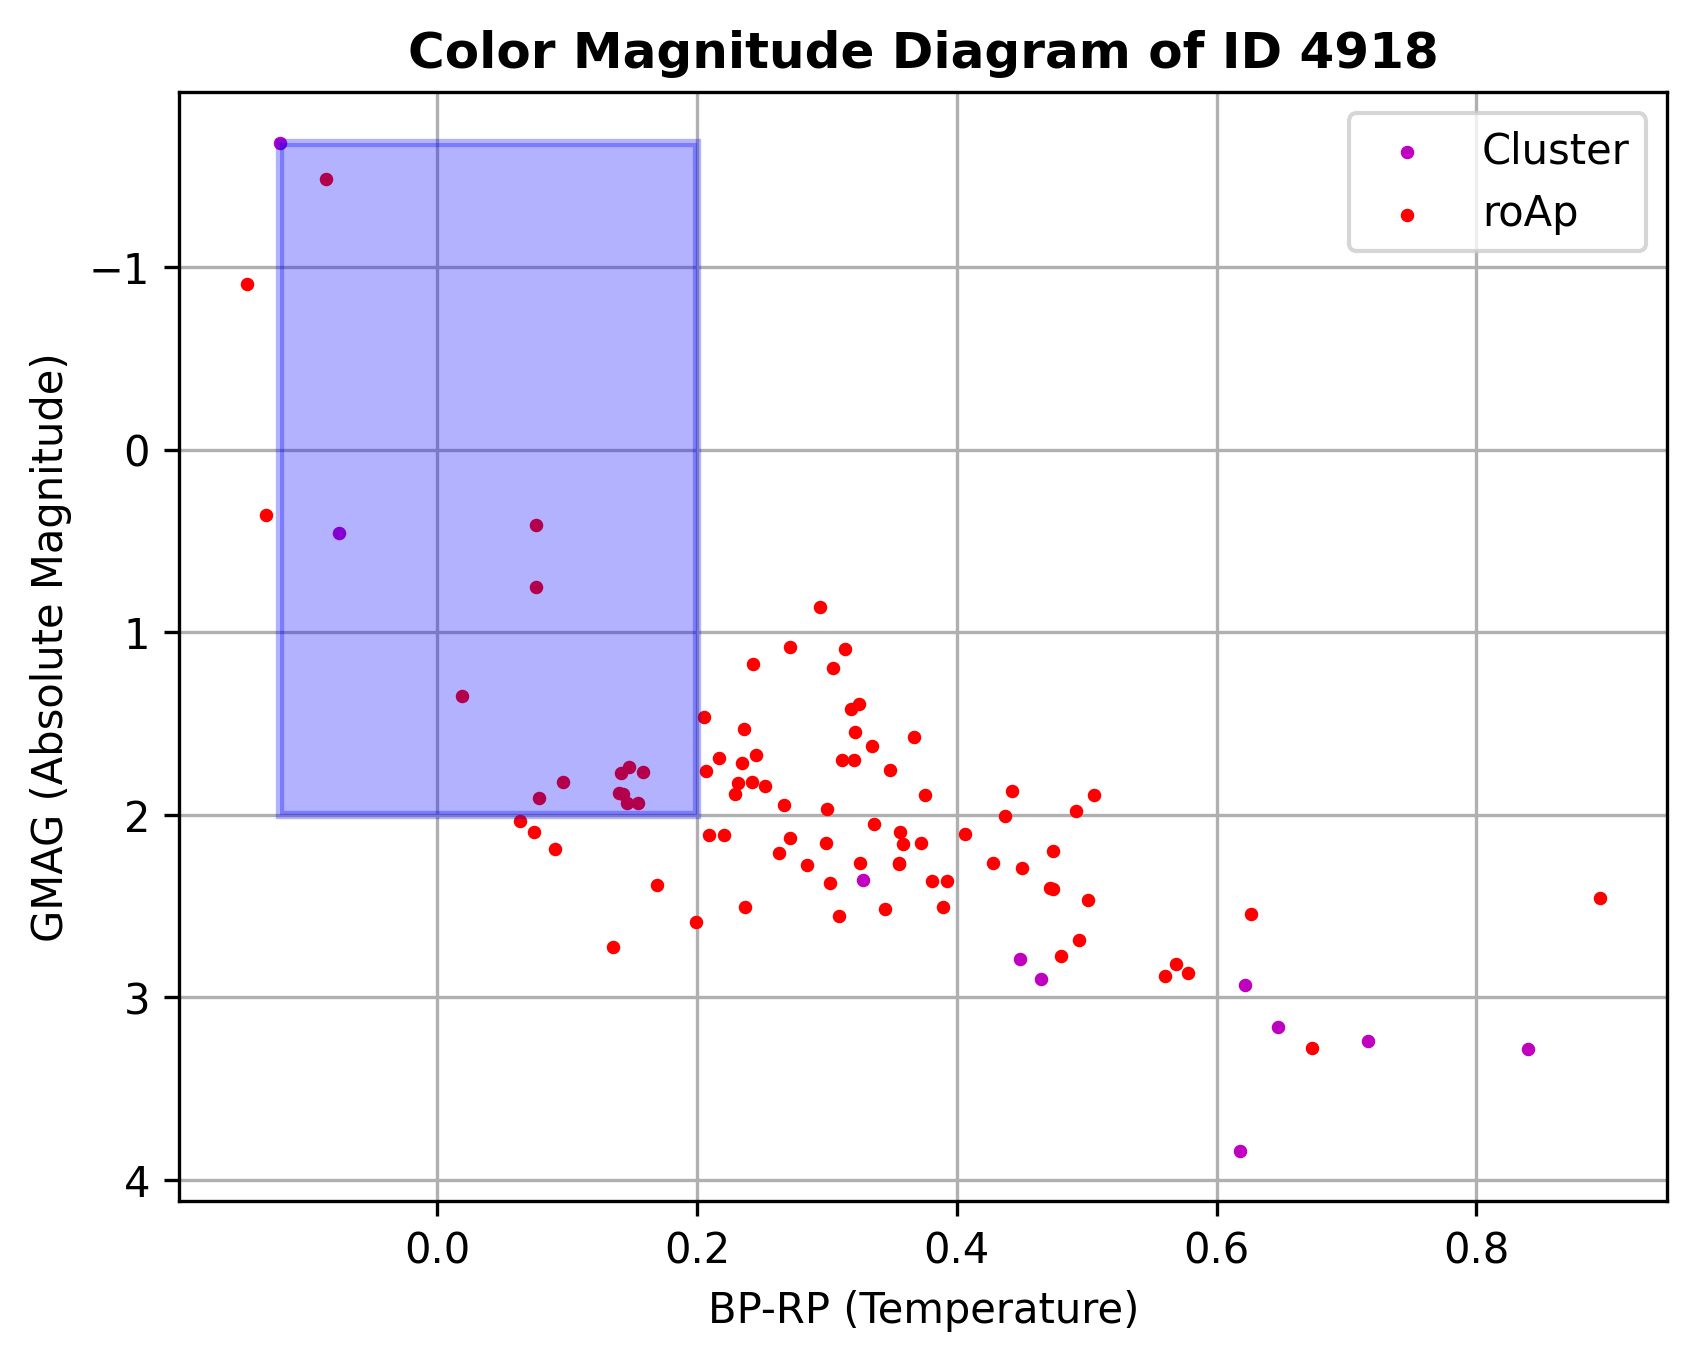 Color Magnitude Diagram of ID 4918
Cluster
roAp
GMAG (Absolute Magnitude)
−1
0
1
2
3
4
0.0 0.2 0.4 0.6 0.8
BP-RP (Temperature)